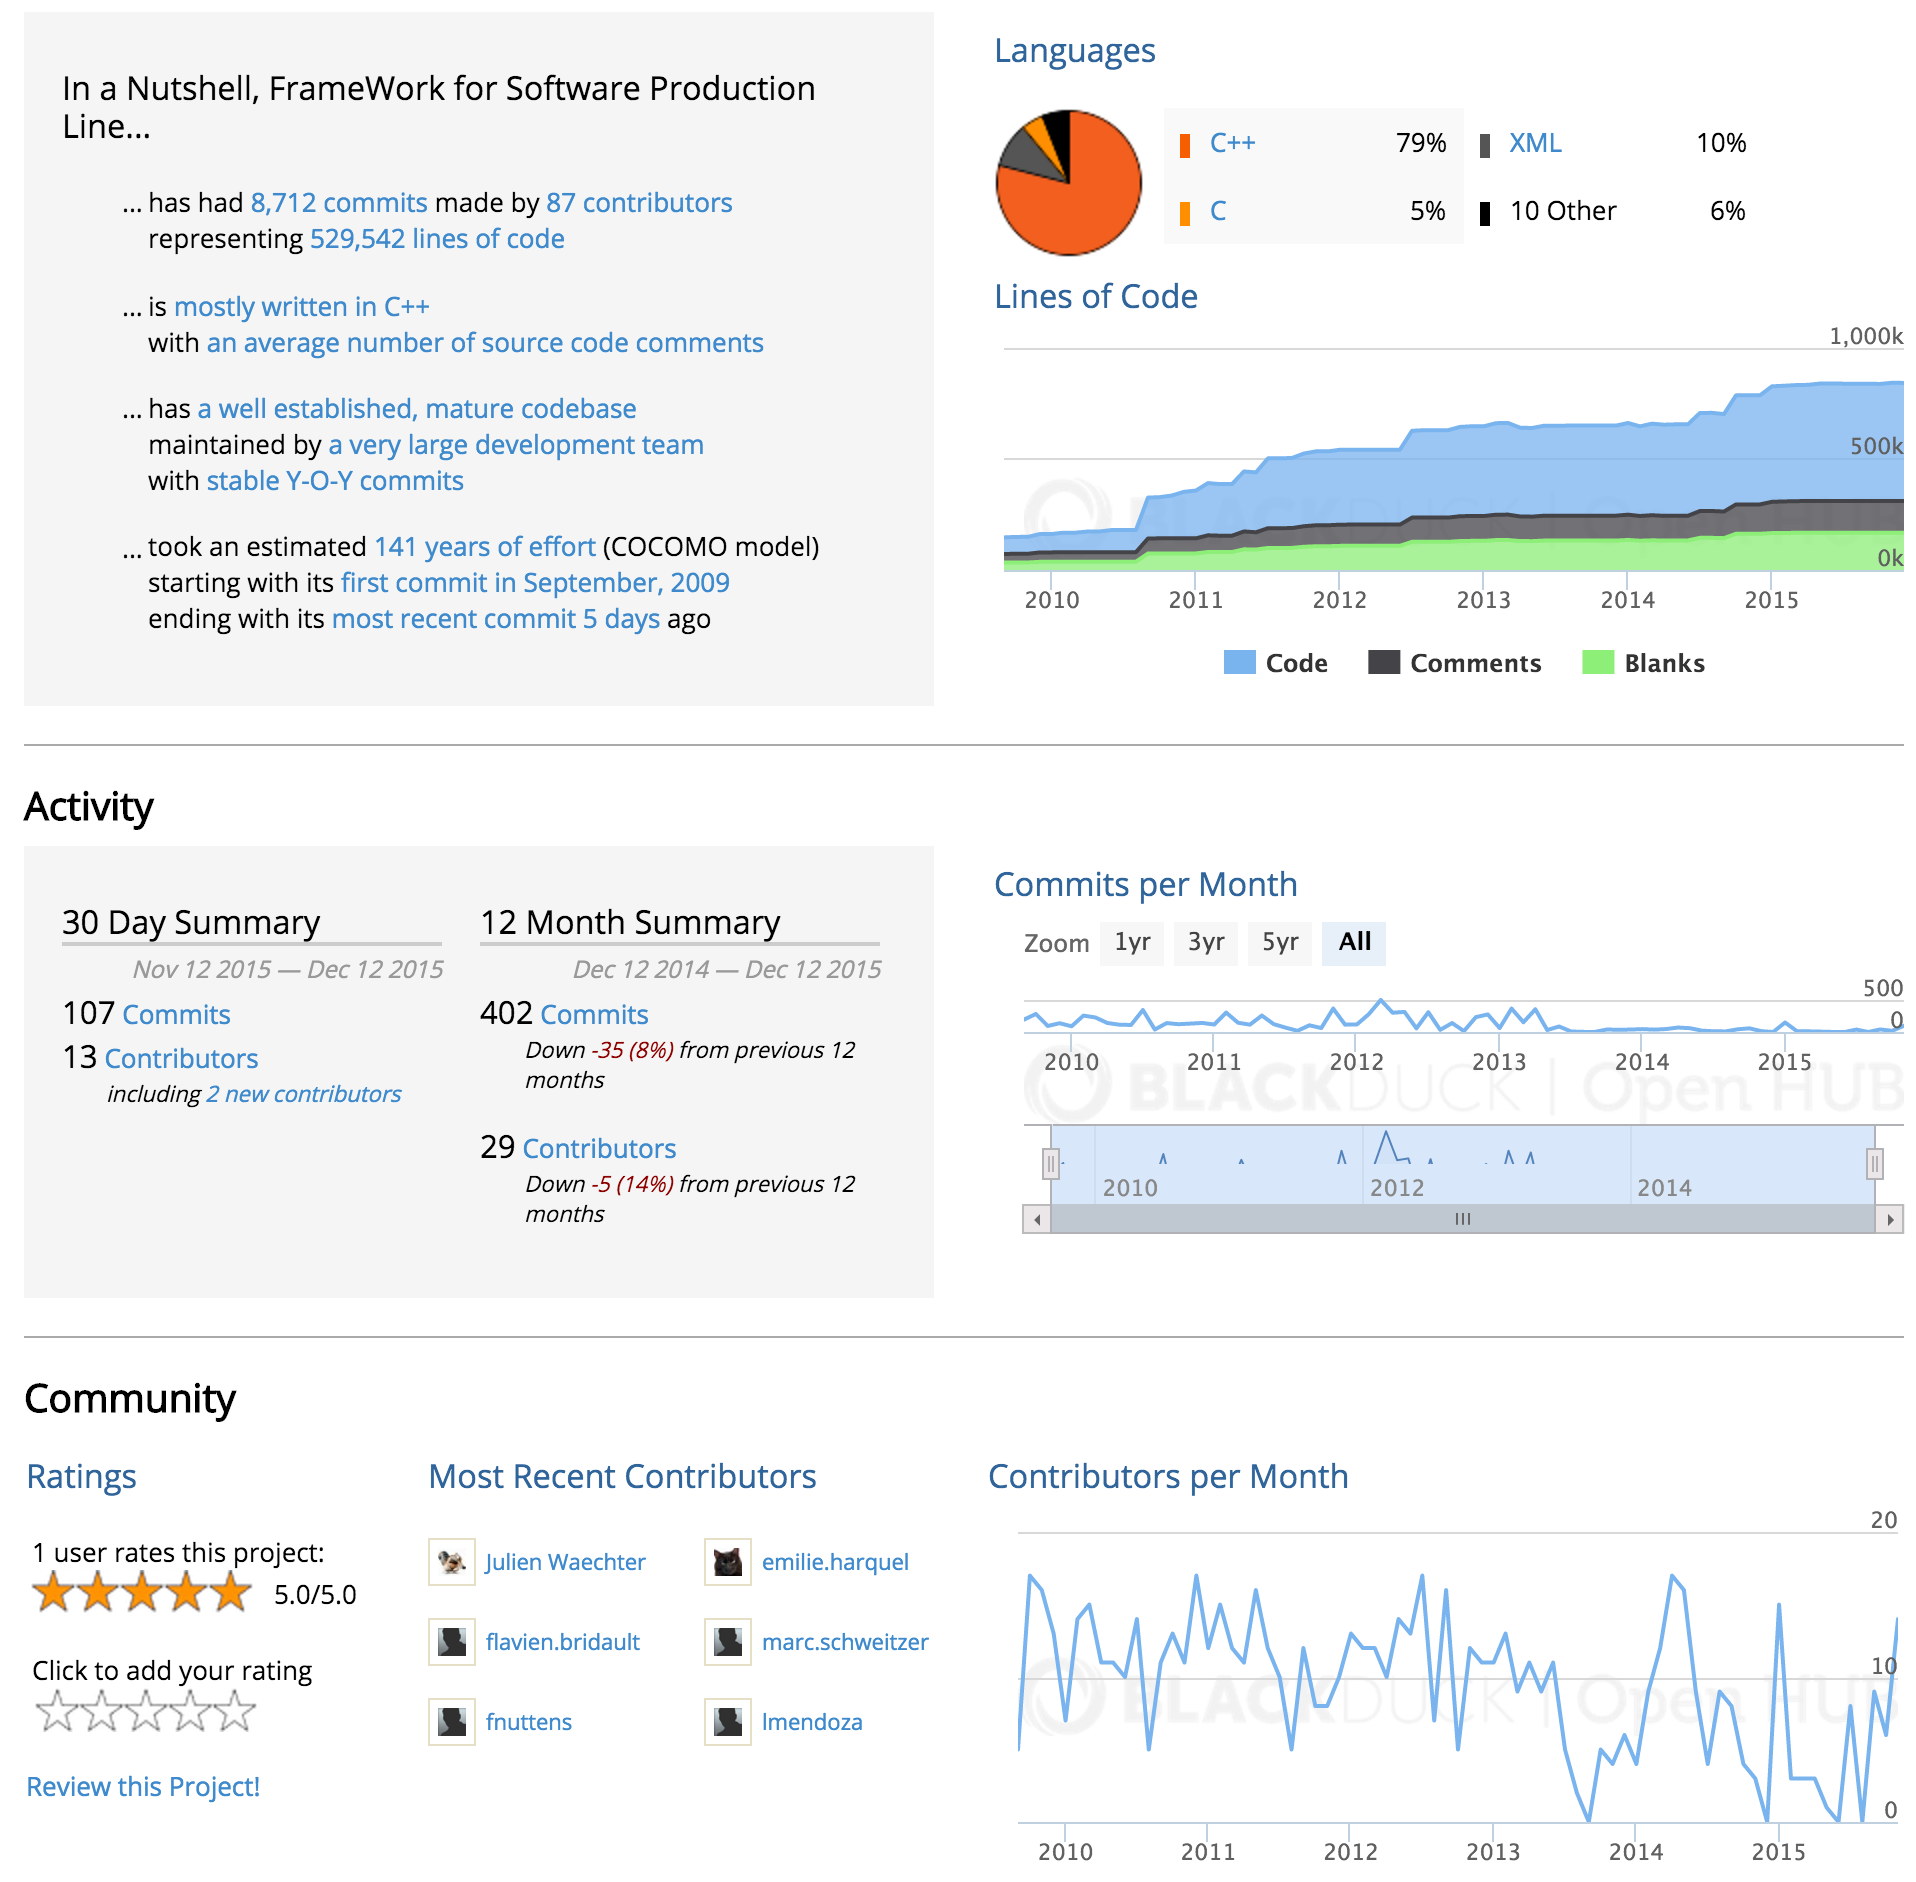 In a Nutshell, FrameWork for Software Production
Line...
... has had 8,712 commits made by 87 contributors
representing 529,542 lines of code
... is mostly written in C++
with an average number of source code comments
... has a well established, mature codebase
maintained by a very large development team
with stable Y-O-Y commits
... took an estimated 141 years of effort (COCOMO model)
starting with its first commit in September, 2009
ending with its most recent commit 5 days ago
Languages
C++ 79% XML 10%
C 5% 10 Other 6%
Lines of Code
1,000k
500k
0k
BLACKDUCK | Open HUB
2010 2011 2012 2013 2014 2015
Code Comments Blanks
Activity
30 Day Summary
Nov 12 2015 — Dec 12 2015
107 Commits
13 Contributors
including 2 new contributors
12 Month Summary
Dec 12 2014 — Dec 12 2015
402 Commits
Down -35 (8%) from previous 12
months
29 Contributors
Down -5 (14%) from previous 12
months
Commits per Month
Zoom 1yr 3yr 5yr All
500
0
2010 2011 2012 2013 2014 2015
BLACKDUCK | Open HUB
2010 2012 2014
Community
Ratings
1 user rates this project:
5.0/5.0
Click to add your rating
Review this Project!
Most Recent Contributors
Julien Waechter emilie.harquel
flavien.bridault marc.schweitzer
fnuttens lmendoza
Contributors per Month
20
10
BLACKDUCK | Open HUB
0
2010 2011 2012 2013 2014 2015